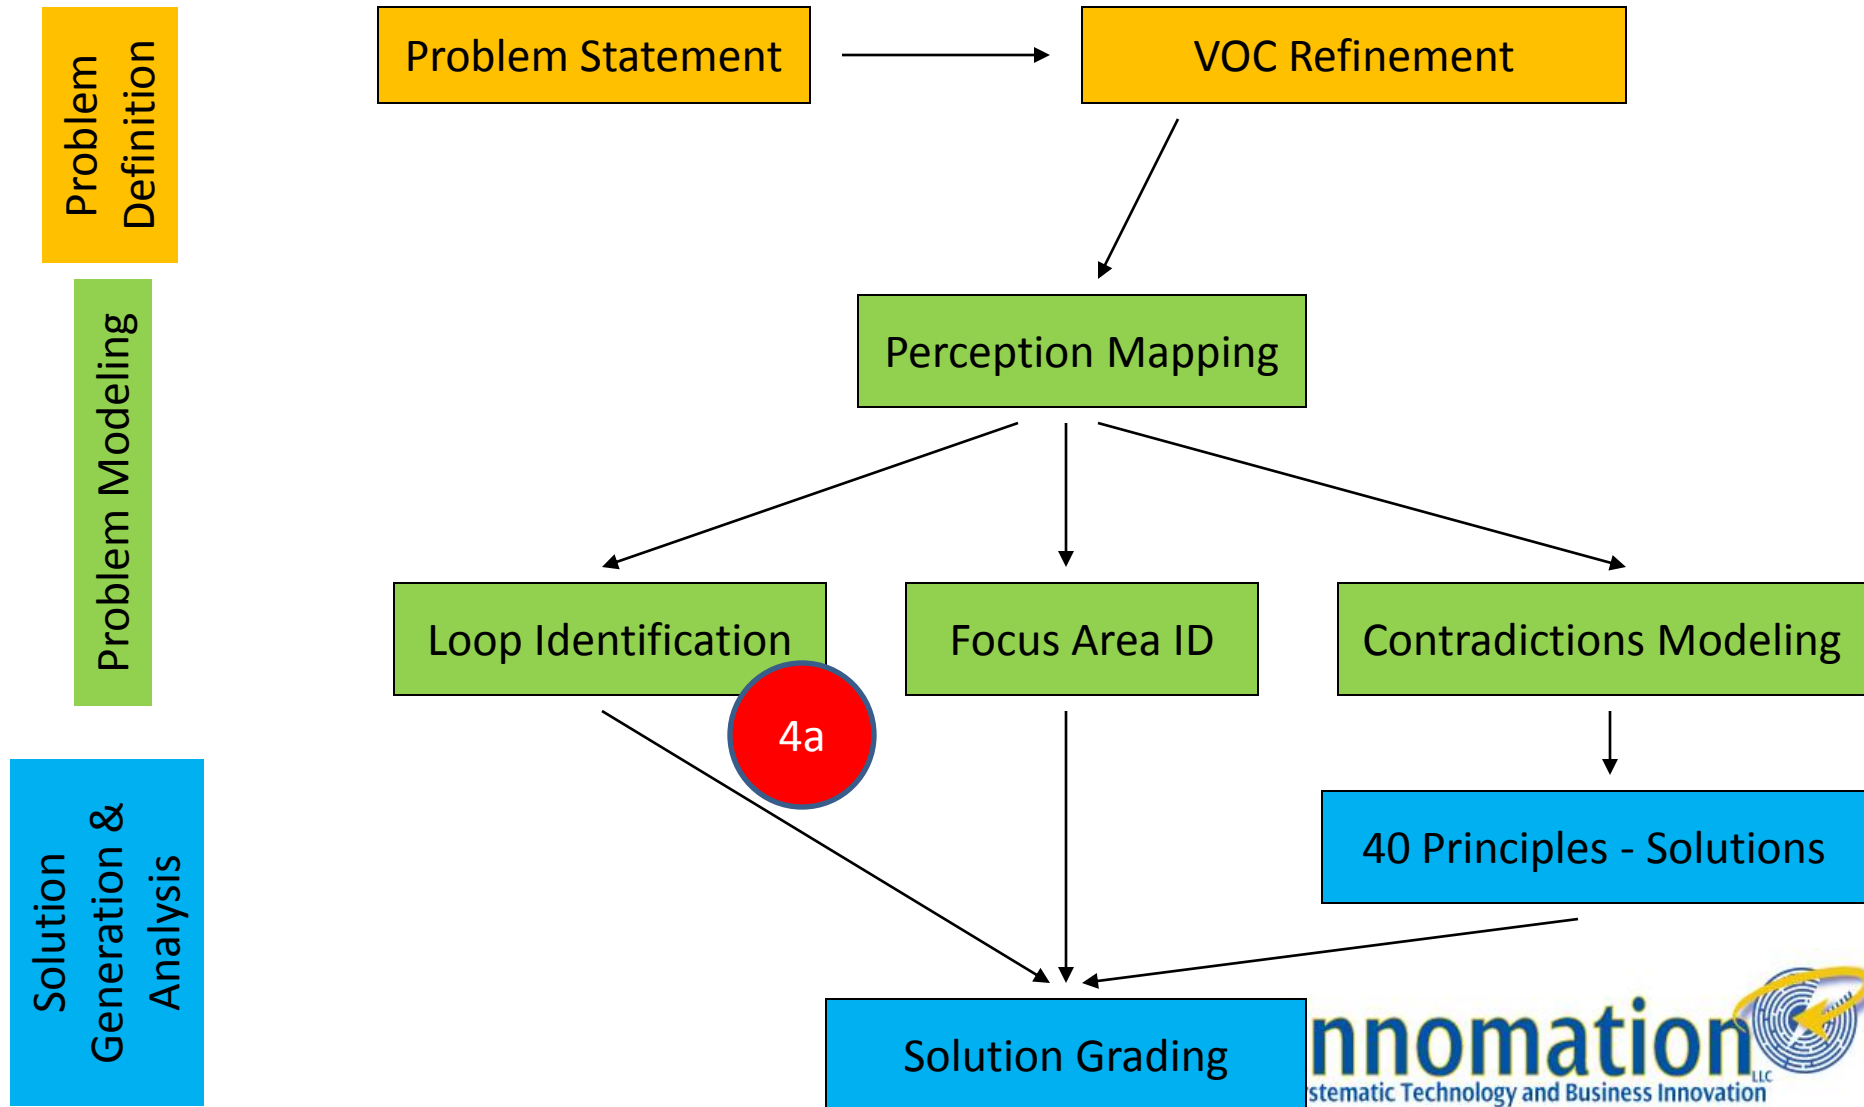 Problem
Definition
Problem Statement
VOC Refinement
Problem Modeling
Perception Mapping
Loop Identification
Focus Area ID
Contradictions Modeling
4a
Solution
Generation &
Analysis
40 Principles - Solutions
Solution Grading
nnomation
LLC
stematic Technology and Business Innovation